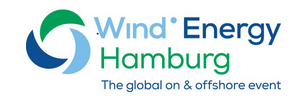 Wind Energy
Hamburg
The global on & offshore event